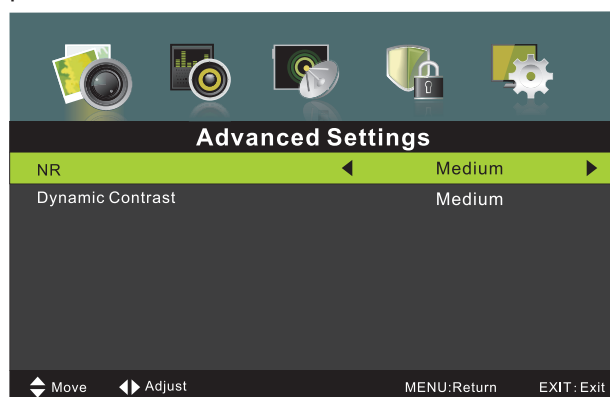 Advanced Settings
NR Medium
Dynamic Contrast Medium
Move Adjust MENU:Return EXIT:Exit